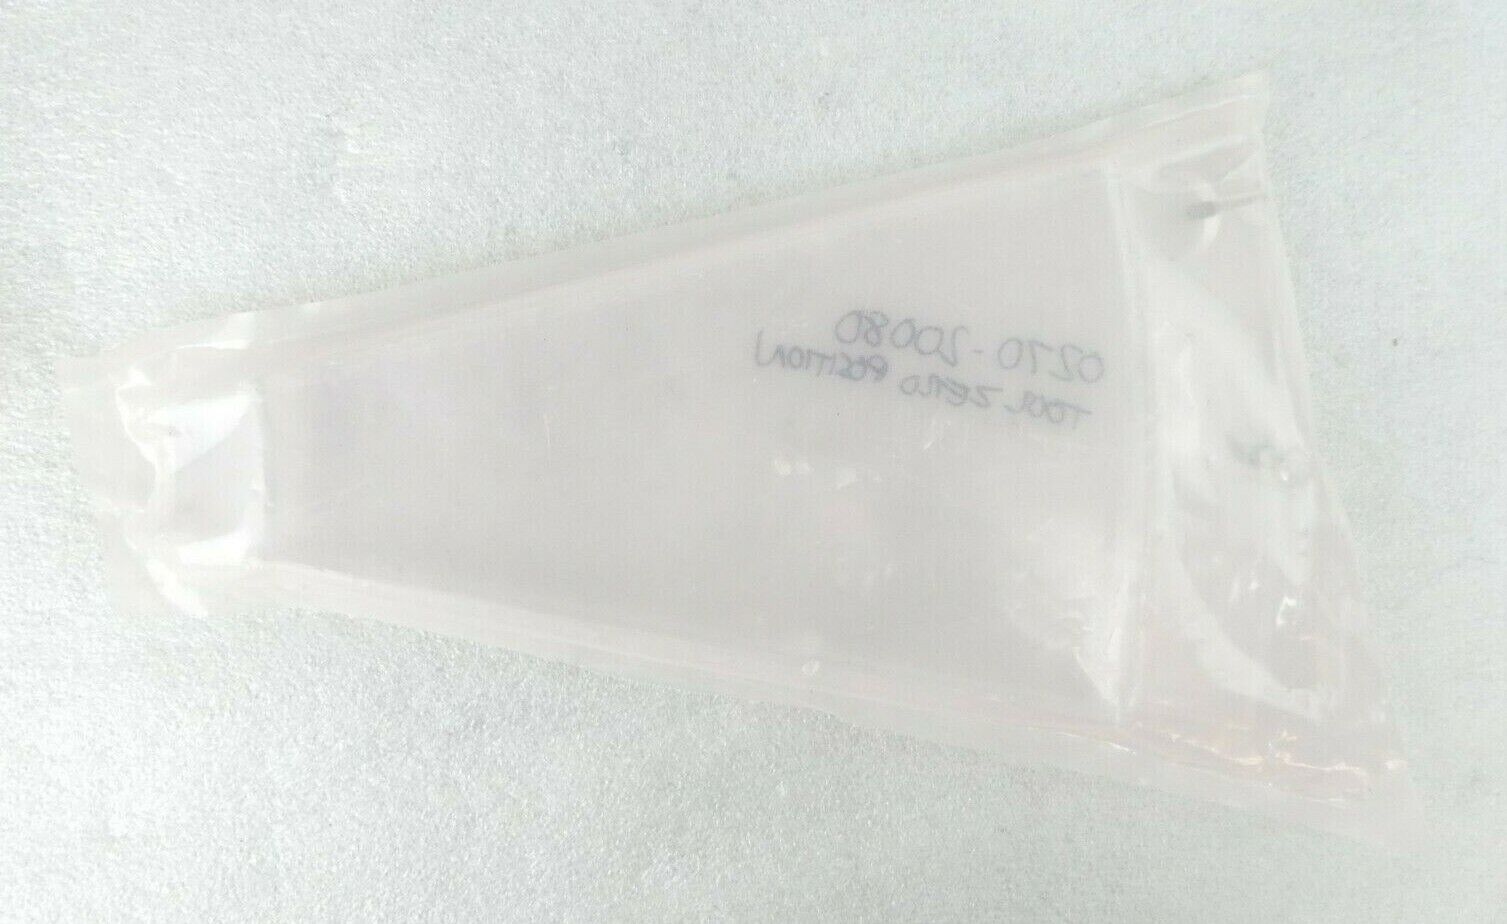 0270-20080
TOOL, ZERO POSITION